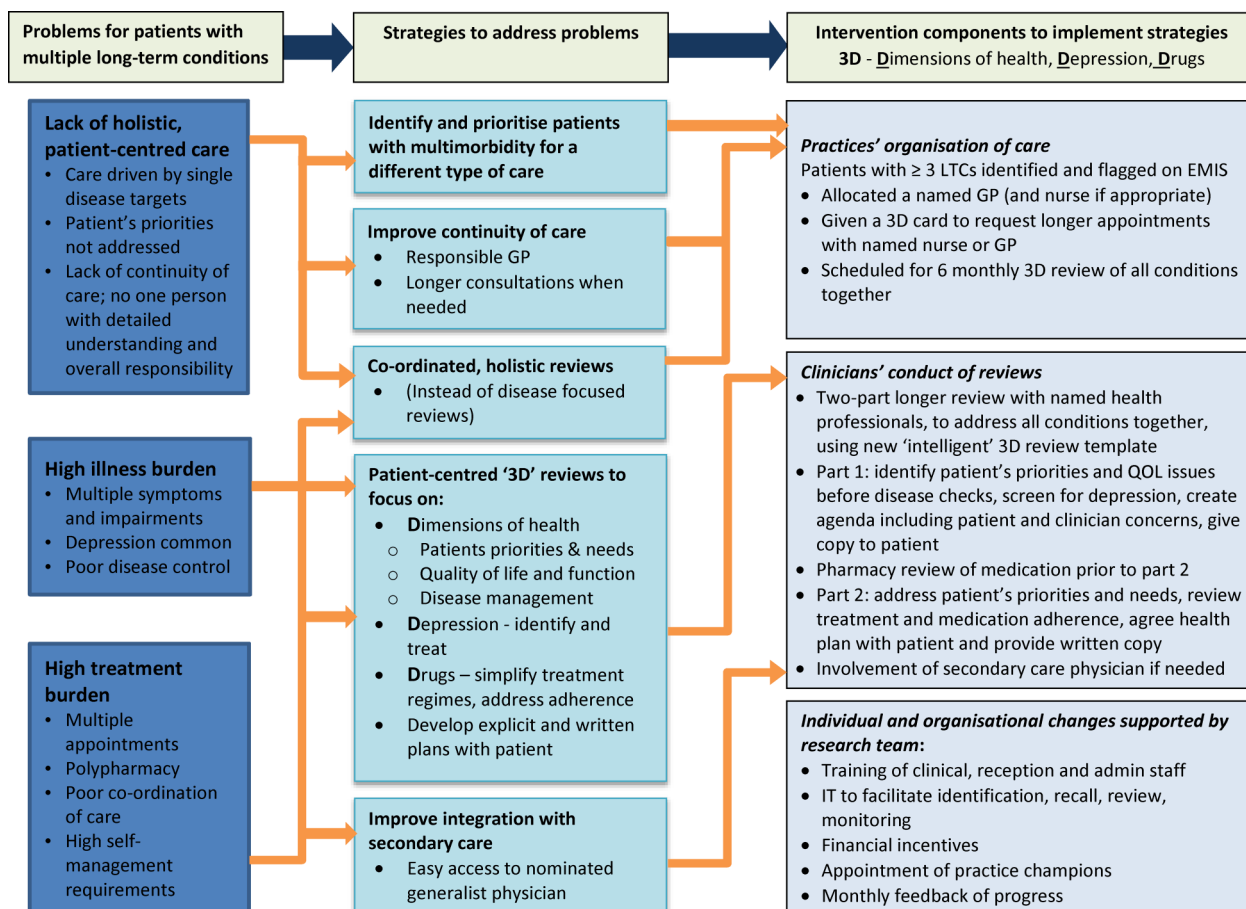 Problems for patients with
multiple long-term conditions
Strategies to address problems
Intervention components to implement strategies
3D - Dimensions of health, Depression, Drugs
Lack of holistic,
patient-centred care
• Care driven by single
disease targets
• Patient's priorities
not addressed
• Lack of continuity of
care; no one person
with detailed
understanding and
overall responsibility
High illness burden
• Multiple symptoms
and impairments
• Depression common
• Poor disease control
High treatment
burden
• Multiple
appointments
• Polypharmacy
• Poor co-ordination
of care
• High self-
management
requirements
Identify and prioritise patients
with multimorbidity for a
different type of care
Improve continuity of care
• Responsible GP
• Longer consultations when
needed
Co-ordinated, holistic reviews
• (Instead of disease focused
reviews)
Patient-centred ‘3D’ reviews to
focus on:
• Dimensions of health
o Patients priorities & needs
o Quality of life and function
o Disease management
• Depression - identify and
treat
• Drugs – simplify treatment
regimes, address adherence
• Develop explicit and written
plans with patient
Improve integration with
secondary care
• Easy access to nominated
generalist physician
Practices’ organisation of care
Patients with ≥ 3 LTCs identified and flagged on EMIS
• Allocated a named GP (and nurse if appropriate)
• Given a 3D card to request longer appointments
with named nurse or GP
• Scheduled for 6 monthly 3D review of all conditions
together
Clinicians’ conduct of reviews
• Two-part longer review with named health
professionals, to address all conditions together,
using new ‘intelligent’ 3D review template
• Part 1: identify patient’s priorities and QOL issues
before disease checks, screen for depression, create
agenda including patient and clinician concerns, give
copy to patient
• Pharmacy review of medication prior to part 2
• Part 2: address patient’s priorities and needs, review
treatment and medication adherence, agree health
plan with patient and provide written copy
• Involvement of secondary care physician if needed
Individual and organisational changes supported by
research team:
• Training of clinical, reception and admin staff
• IT to facilitate identification, recall, review,
monitoring
• Financial incentives
• Appointment of practice champions
• Monthly feedback of progress